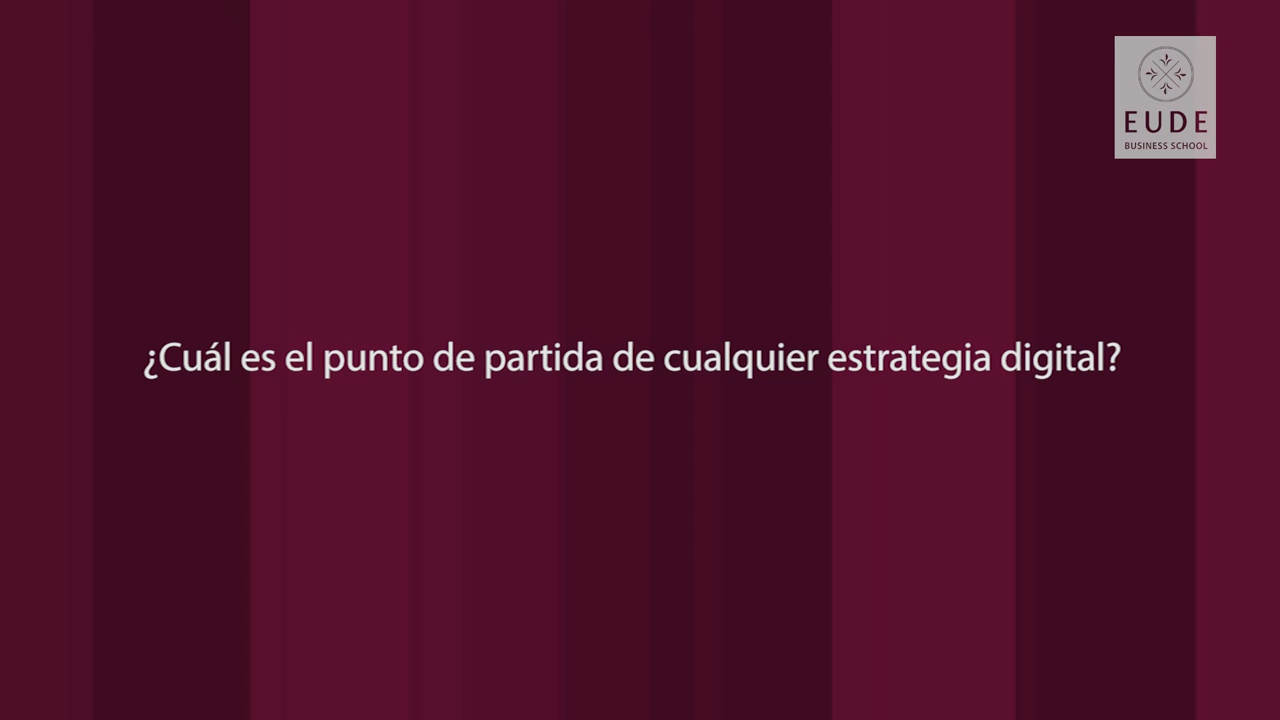 EUDE
BUSINESS SCHOOL
¿Cuál es el punto de partida de cualquier estrategia digital?